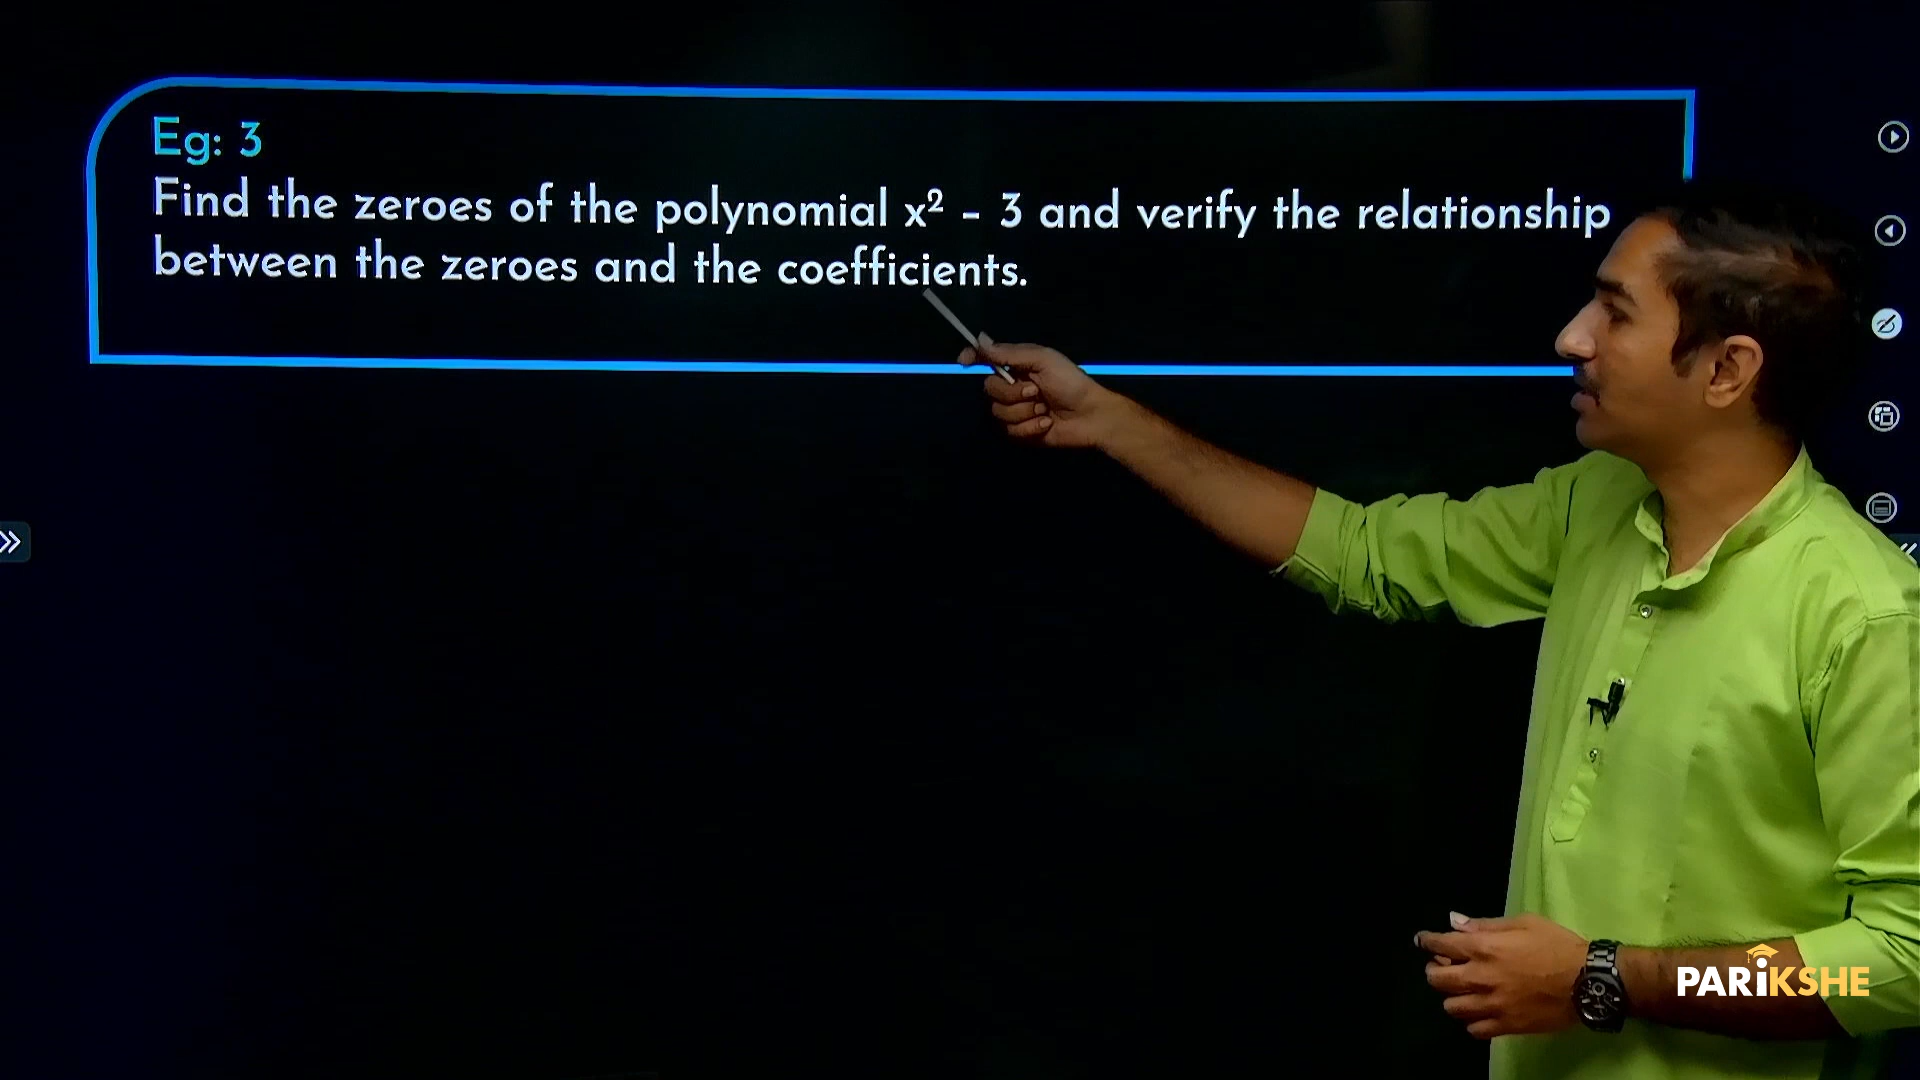 Eg: 3
Find the zeroes of the polynomial x² – 3 and verify the relationship
between the zeroes and the coefficients.
PARiKSHE